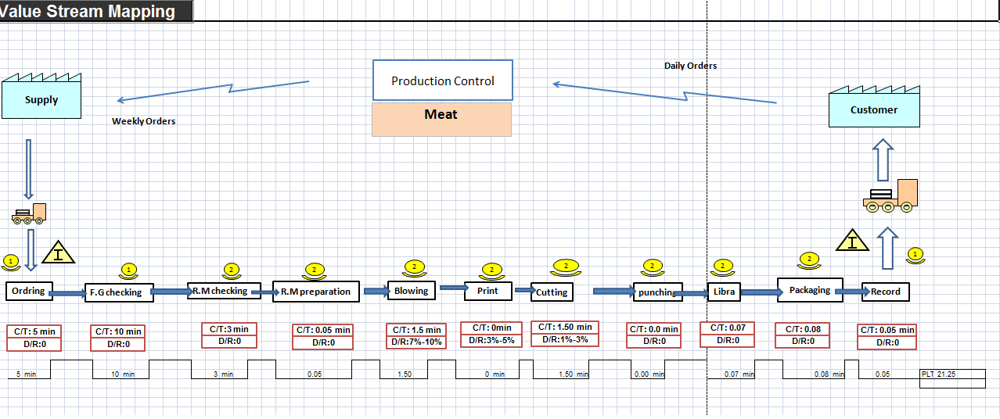 Value Stream Mapping
Daily Orders
Production Control
Meat
Supply
Customer
Weekly Orders
I
I
1
1
2
2
2
2
2
2
2
2
1
Ordring
F.G checking
R.M checking
R.M preparation
Blowing
Print
Cutting
punching
Libra
Packaging
Record
C/T: 5 min
D/R:0
C/T: 10 min
D/R:0
C/T:3 min
D/R:0
C/T: 0.05 min
D/R:0
C/T: 1.5 min
D/R:7%-10%
C/T: 0min
D/R:3%-5%
C/T: 1.50 min
D/R:1%-3%
C/T: 0.0 min
D/R:0
C/T: 0.07
D/R:0
C/T: 0.08
D/R:0
C/T: 0.05 min
D/R:0
5 min
10 min
3 min
0.05
1.50
0 min
1.50 min
0.00 min
0.07 min
0.08 min
0.05
PLT 21.25